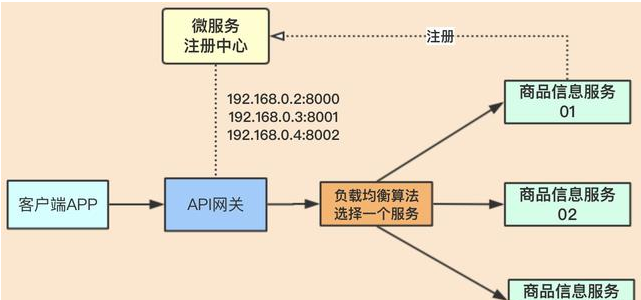 微服务
注册中心
注册
192.168.0.2:8000
192.168.0.3:8001
192.168.0.4:8002
商品信息服务
01
客户端APP
API网关
负载均衡算法
选择一个服务
商品信息服务
02
商品信息服务